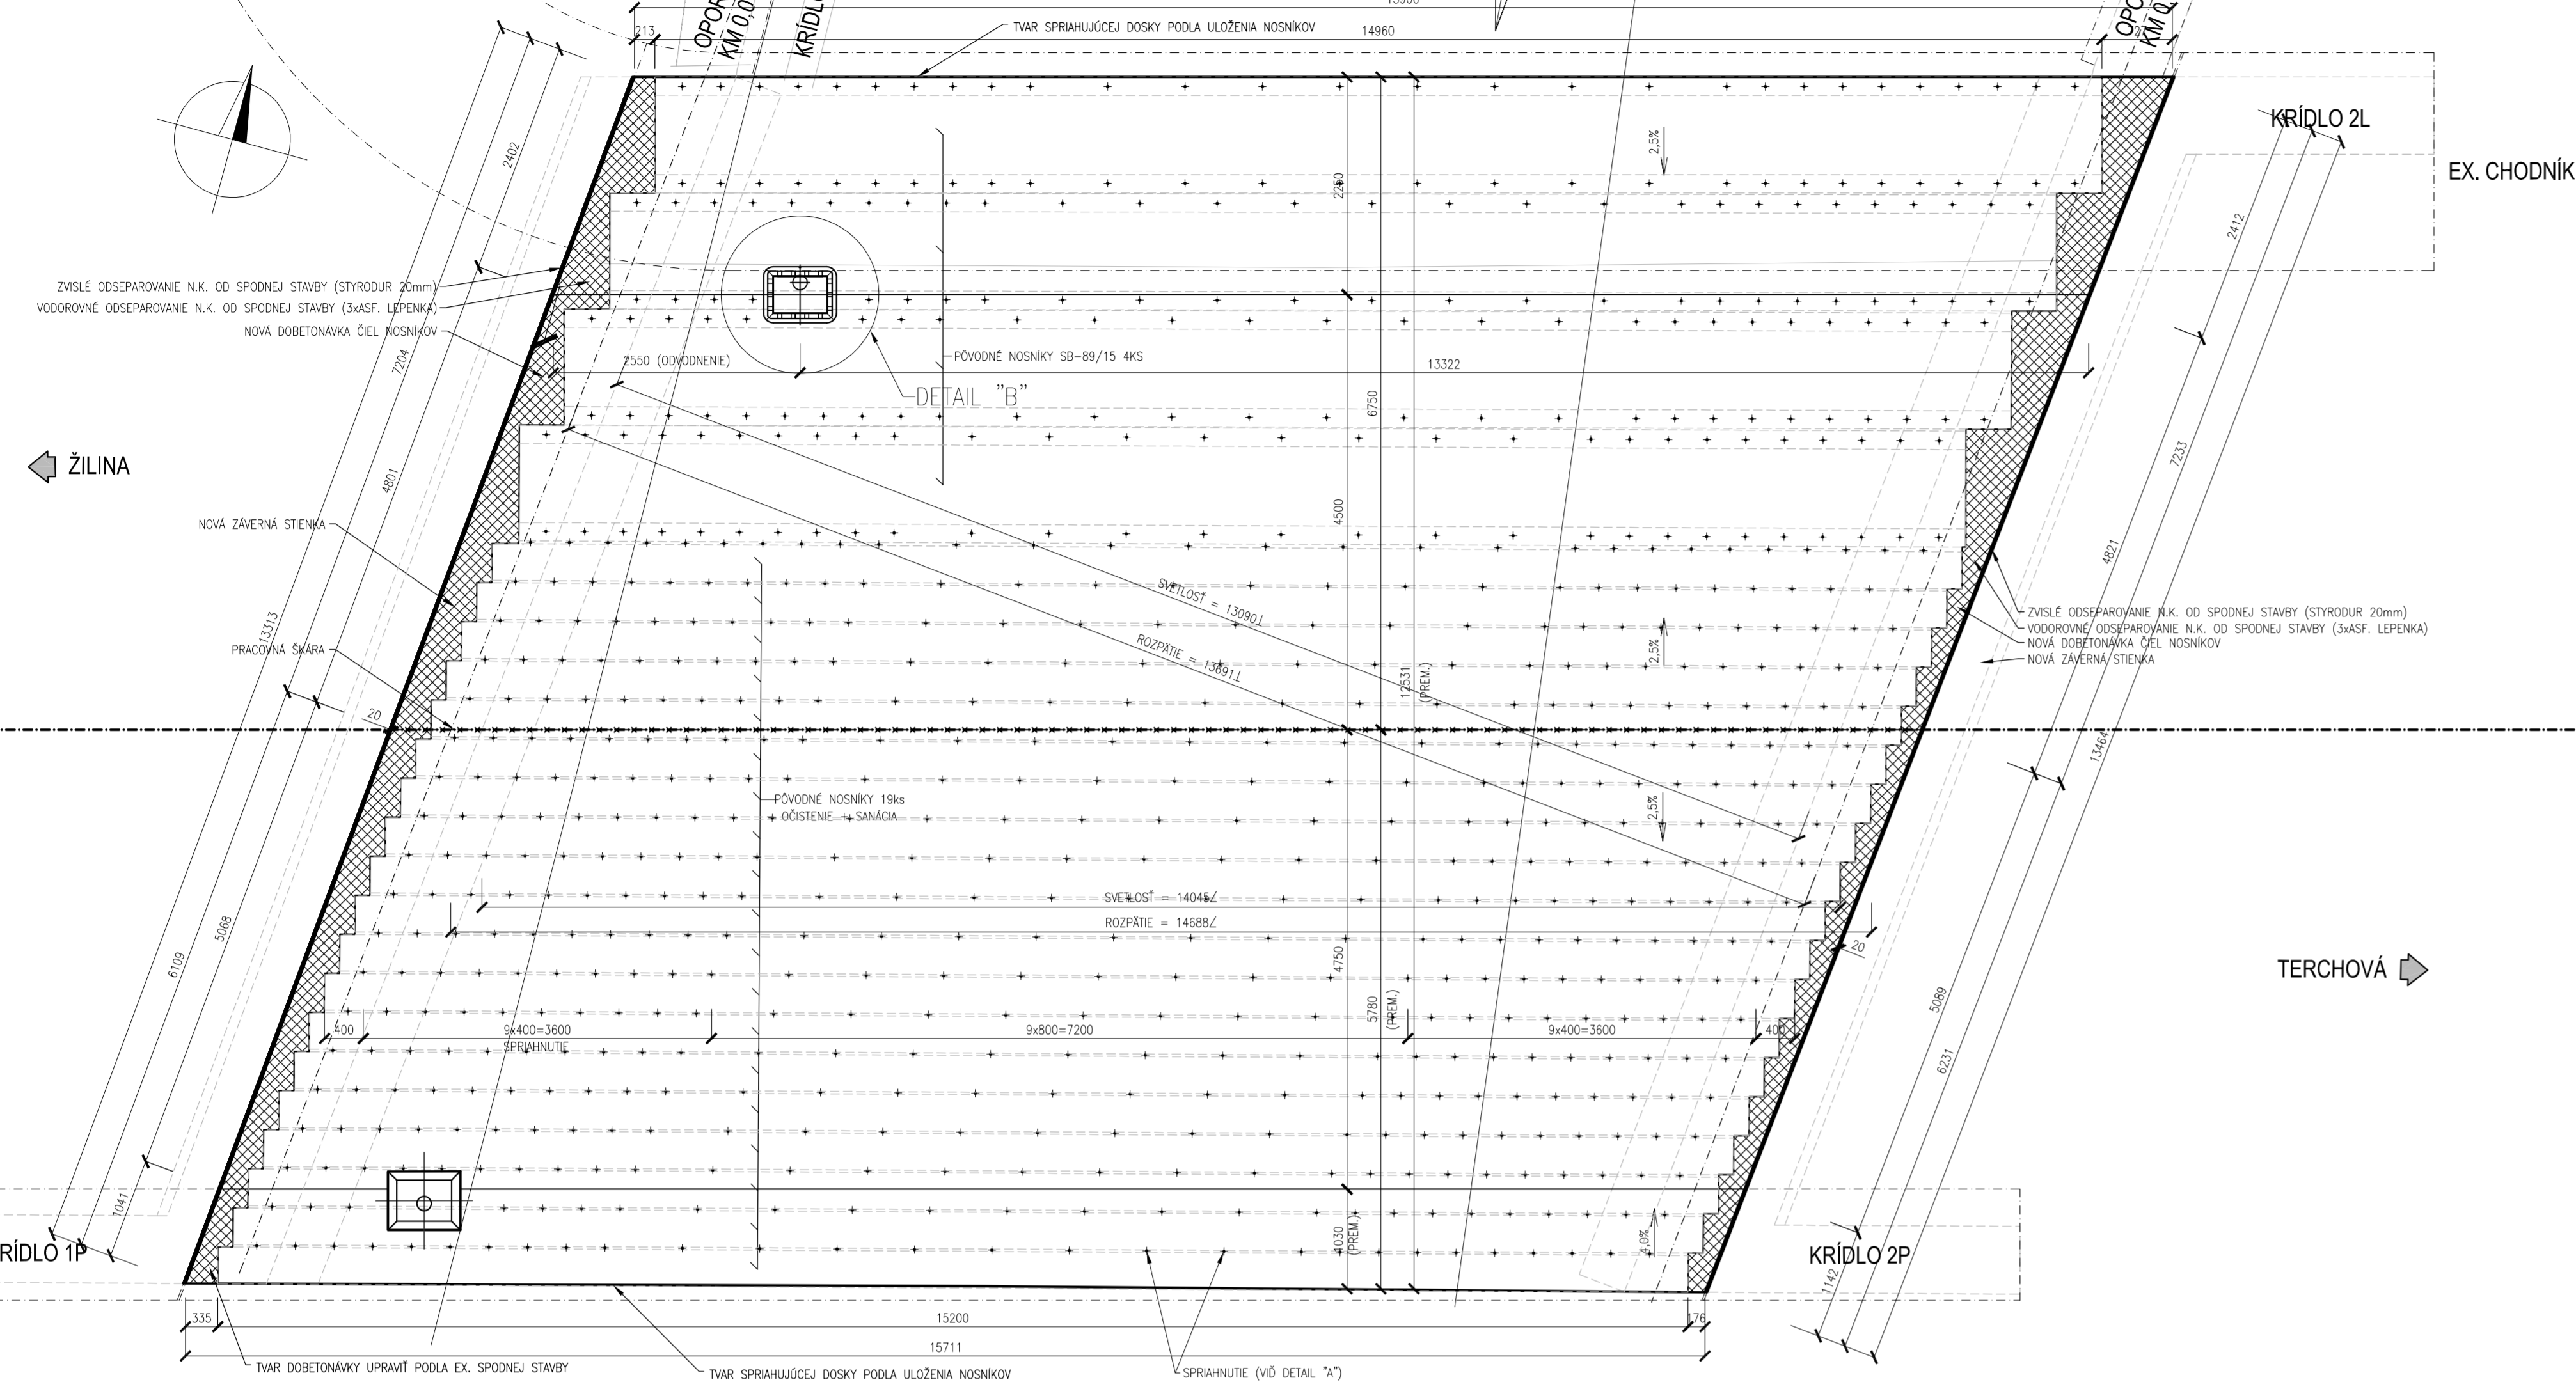 213
TVAR SPRIAHUJÚCEJ DOSKY PODLA ULOŽENIA NOSNÍKOV
14960
KRÍDLO 2L
EX. CHODNÍK
2402
2,5%
2250
2412
ZVISLÉ ODSEPAROVANIE N.K. OD SPODNEJ STAVBY (STYRODUR 20mm)
VODOROVNÉ ODSEPAROVANIE N.K. OD SPODNEJ STAVBY (3xASF. LEPENKA)
NOVÁ DOBETONÁVKA ČIEL NOSNÍKOV
7204
2550 (ODVODNENIE)
PÔVODNÉ NOSNÍKY SB-89/15 4KS
13322
DETAIL "B"
6750
ŽILINA
4801
7233
4500
NOVÁ ZÁVERNÁ STIENKA
4821
SVETLOSŤ = 13090⊥
ROZPÄTIE = 13691⊥
13313
PRACOVNÁ ŠKÁRA
2,5%
12531
(PREM.)
ZVISLÉ ODSEPAROVANIE N.K. OD SPODNEJ STAVBY (STYRODUR 20mm)
VODOROVNÉ ODSEPAROVANIE N.K. OD SPODNEJ STAVBY (3xASF. LEPENKA)
NOVÁ DOBETONÁVKA ČIEL NOSNÍKOV
NOVÁ ZÁVERNÁ STIENKA
20
13464
PÔVODNÉ NOSNÍKY 19ks
OČISTENIE + SANÁCIA
2,5%
SVETLOSŤ = 14045∠
ROZPÄTIE = 14688∠
5068
6109
4750
20
TERCHOVÁ
5780
(PREM.)
5089
400
9x400=3600
SPRIAHNUTIE
9x800=7200
9x400=3600
400
6231
1041
1030
(PREM.)
4,0%
RÍDLO 1P
KRÍDLO 2P
1142
335
15200
176
15711
TVAR DOBETONÁVKY UPRAVIŤ PODLA EX. SPODNEJ STAVBY
TVAR SPRIAHUJÚCEJ DOSKY PODLA ULOŽENIA NOSNÍKOV
SPRIAHNUTIE (VIĎ DETAIL "A")